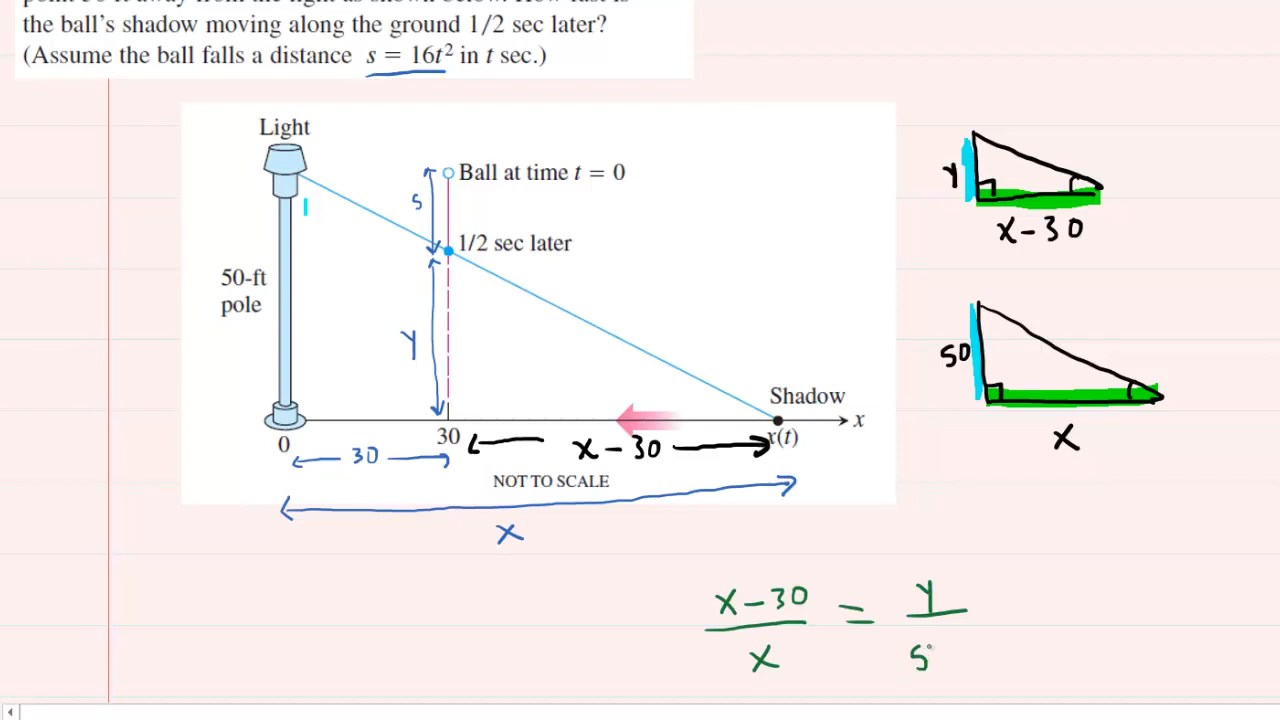 the ball's shadow moving along the ground 1/2 sec later?
(Assume the ball falls a distance s = 16t² in t sec.)
Light
Ball at time t = 0
s
1/2 sec later
50-ft
pole
y
Shadow
x
0
30
x(t)
30
x-30
NOT TO SCALE
x
y
x-30
50
x
x-30 = y
x 5